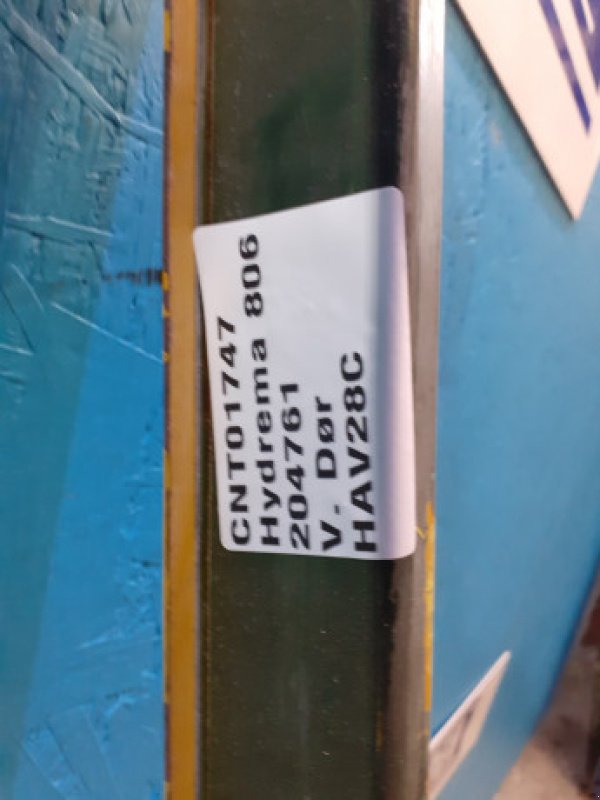 CNT01747
Hydrema 806
204761
V. Dør
HAV28C